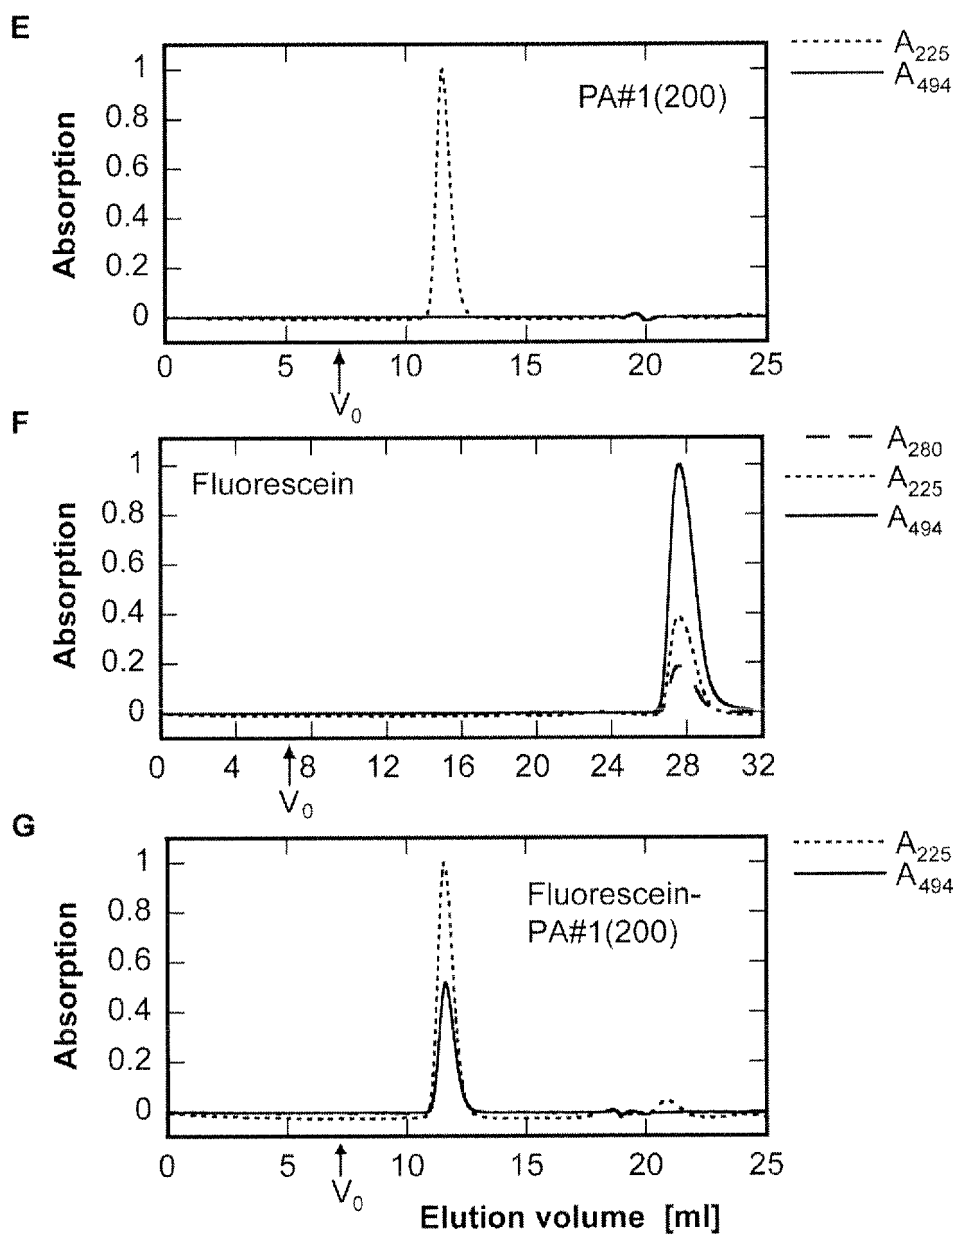 E
A225
A494
PA#1(200)
Absorption
1
0.8
0.6
0.4
0.2
0
0 5 10 15 20 25
V0
F
A280
A225
A494
Fluorescein
Absorption
1
0.8
0.6
0.4
0.2
0
0 4 8 12 16 20 24 28 32
V0
G
A225
A494
Fluorescein-
PA#1(200)
Absorption
1
0.8
0.6
0.4
0.2
0
0 5 10 15 20 25
V0
Elution volume [ml]